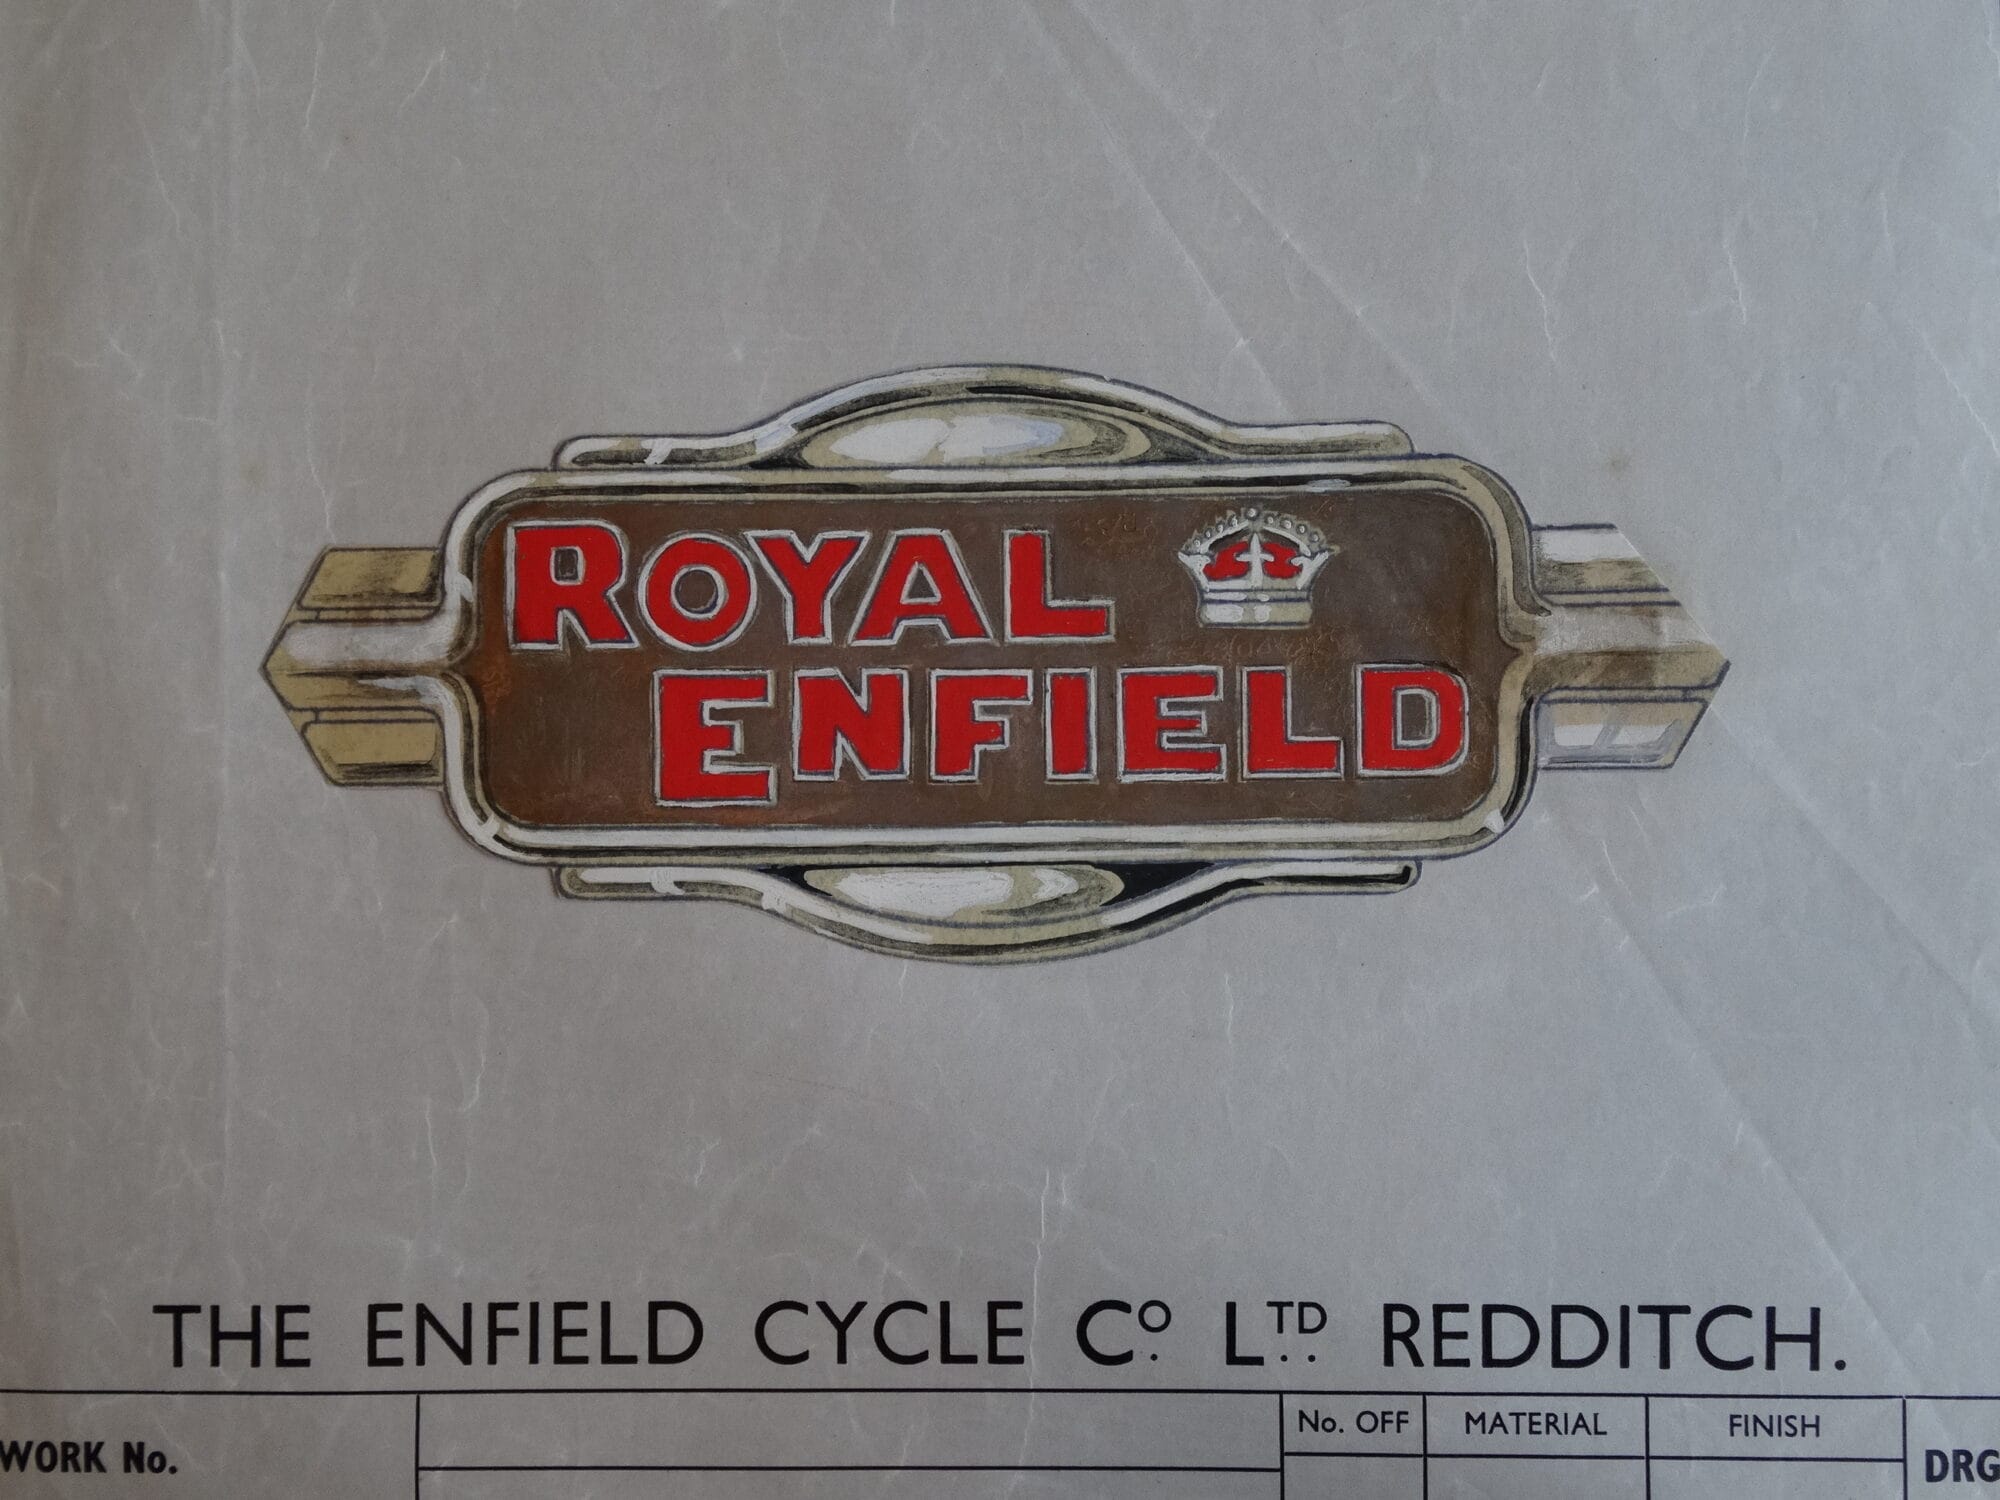 ROYAL
ENFIELD
THE ENFIELD CYCLE Cº. LTD. REDDITCH.
WORK No.
No. OFF
MATERIAL
FINISH
DRG